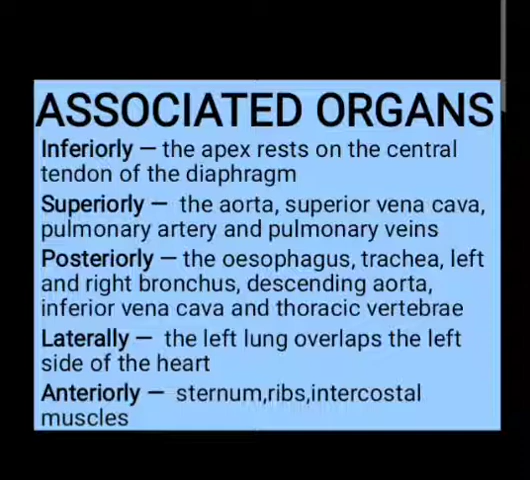 ASSOCIATED ORGANS
Inferiorly — the apex rests on the central
tendon of the diaphragm
Superiorly — the aorta, superior vena cava,
pulmonary artery and pulmonary veins
Posteriorly — the oesophagus, trachea, left
and right bronchus, descending aorta,
inferior vena cava and thoracic vertebrae
Laterally — the left lung overlaps the left
side of the heart
Anteriorly — sternum,ribs,intercostal
muscles